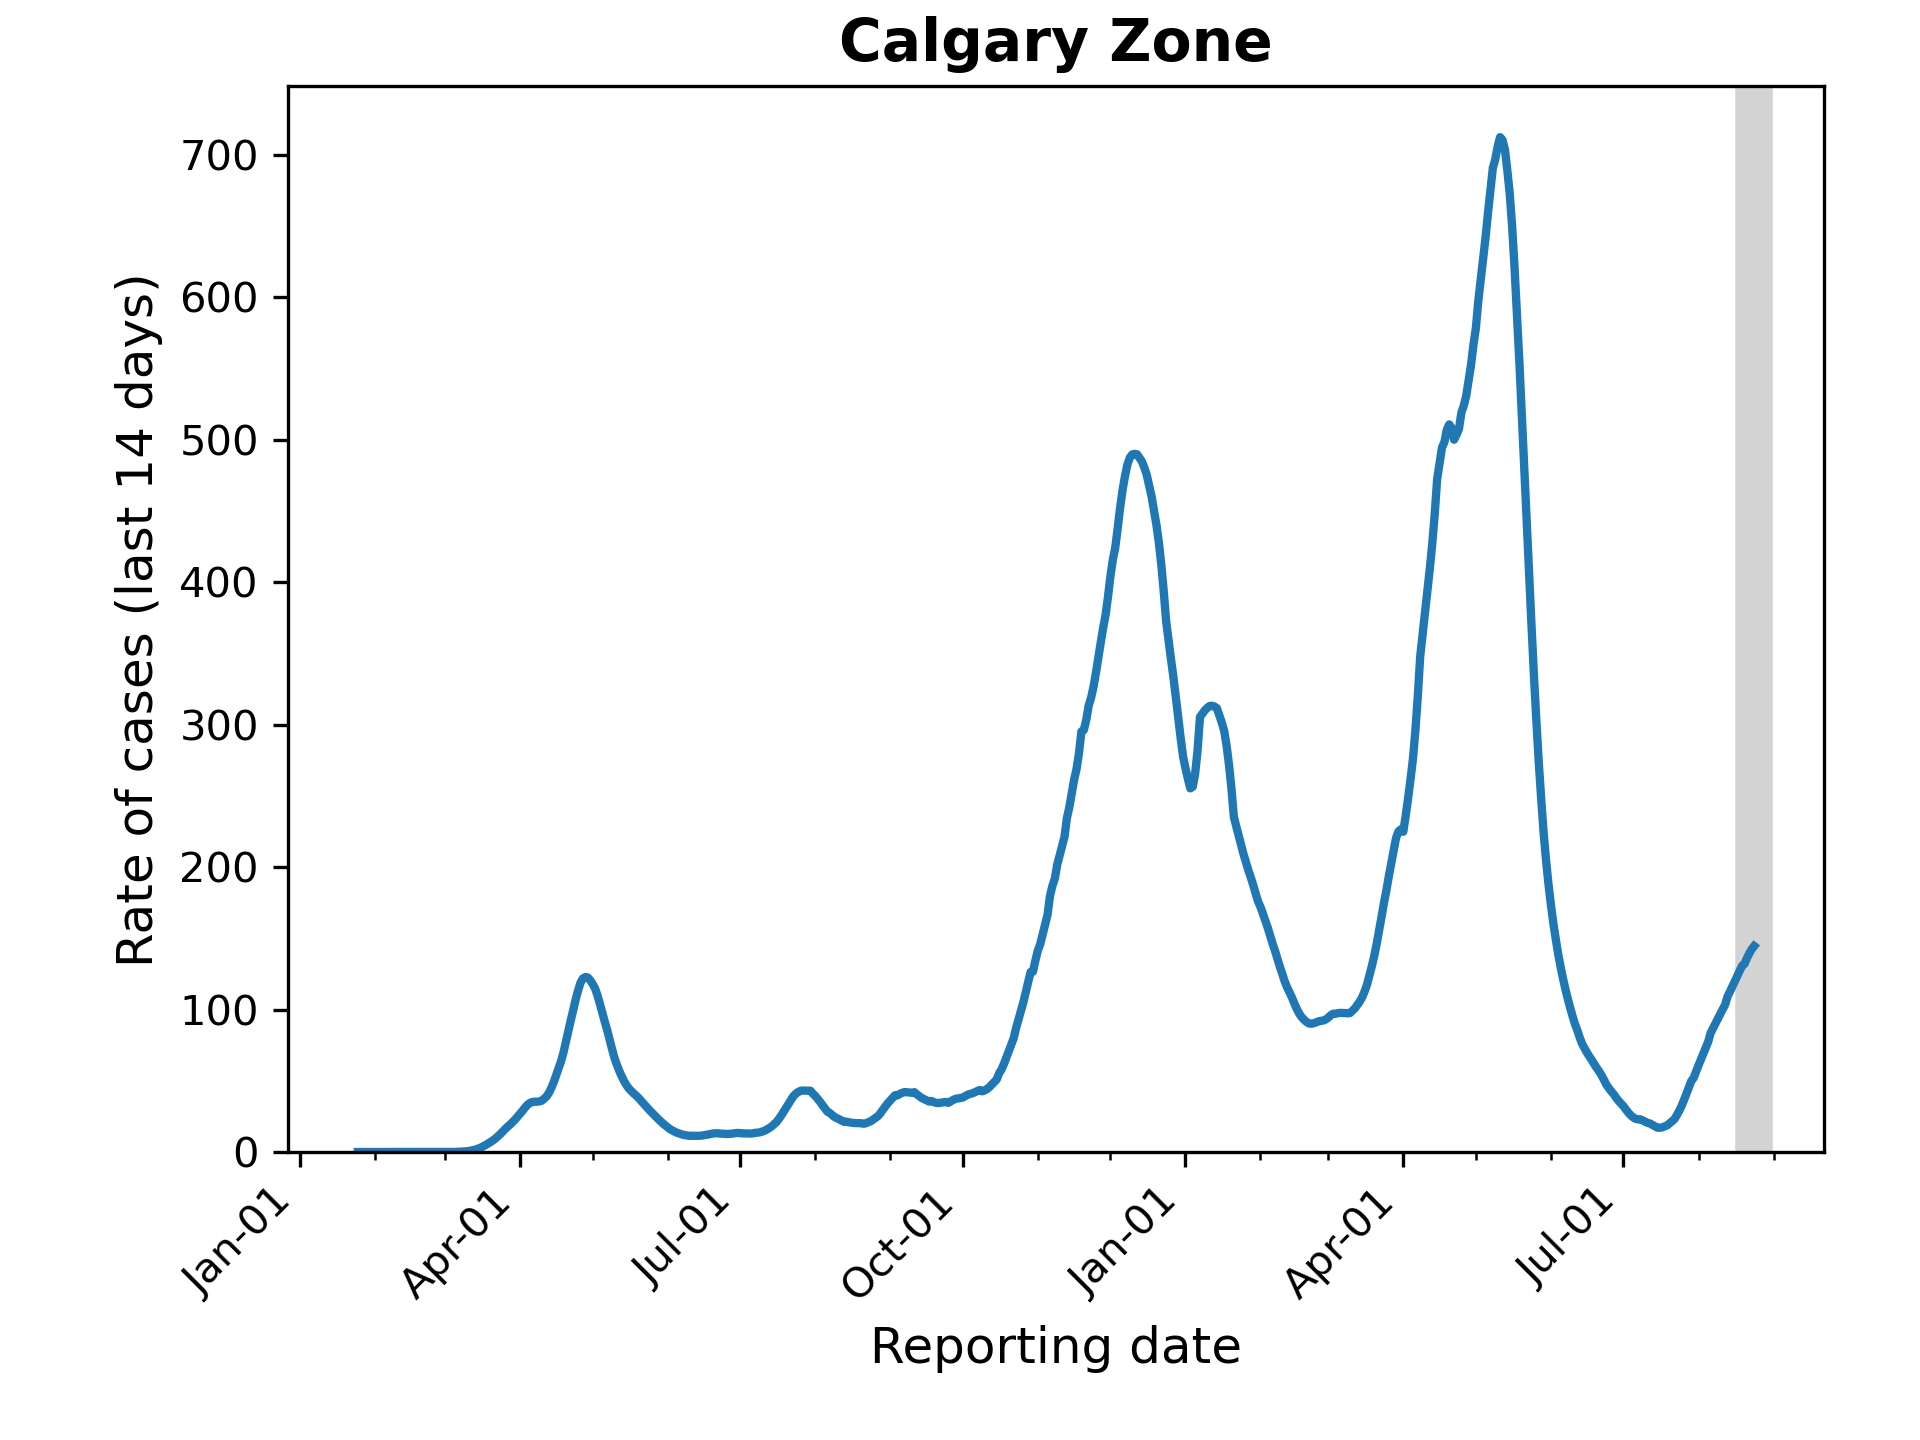 Calgary Zone
Rate of cases (last 14 days)
700
600
500
400
300
200
100
0
Jan-01
Apr-01
Jul-01
Oct-01
Jan-01
Apr-01
Jul-01
Reporting date